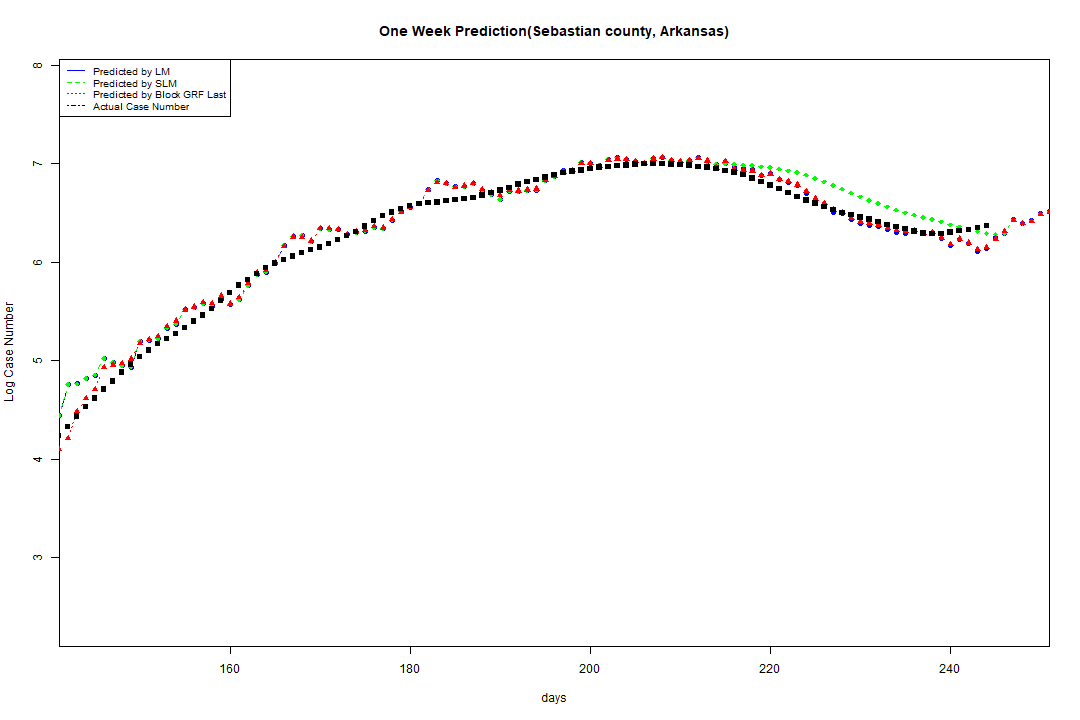 One Week Prediction(Sebastian county, Arkansas)
Predicted by LM
Predicted by SLM
Predicted by Block GRF Last
Actual Case Number
8
7
6
5
4
3
Log Case Number
160
180
200
220
240
days